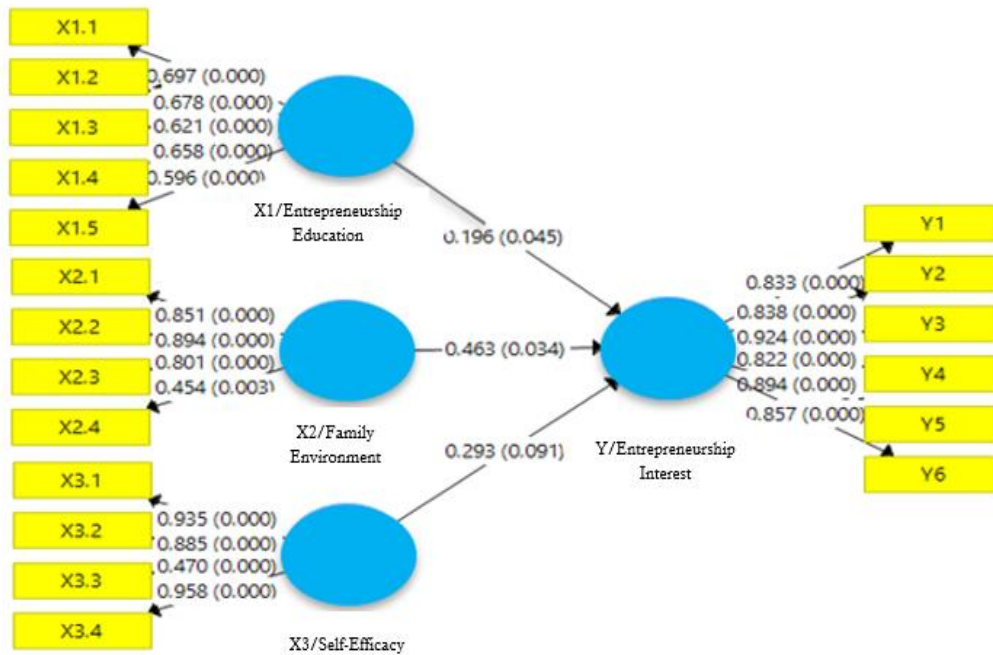 X1.1
X1.2
X1.3
X1.4
X1.5
0.697 (0.000)
0.678 (0.000)
0.621 (0.000)
0.658 (0.000)
0.596 (0.000)
X1/Entrepreneurship
Education
0.196 (0.045)
X2.1
X2.2
X2.3
X2.4
0.851 (0.000)
0.894 (0.000)
0.801 (0.000)
0.454 (0.003)
X2/Family
Environment
0.463 (0.034)
X3.1
X3.2
X3.3
X3.4
0.935 (0.000)
0.885 (0.000)
0.470 (0.000)
0.958 (0.000)
X3/Self-Efficacy
0.293 (0.091)
Y/Entrepreneurship
Interest
0.833 (0.000)
0.838 (0.000)
0.924 (0.000)
0.822 (0.000)
0.894 (0.000)
0.857 (0.000)
Y1
Y2
Y3
Y4
Y5
Y6